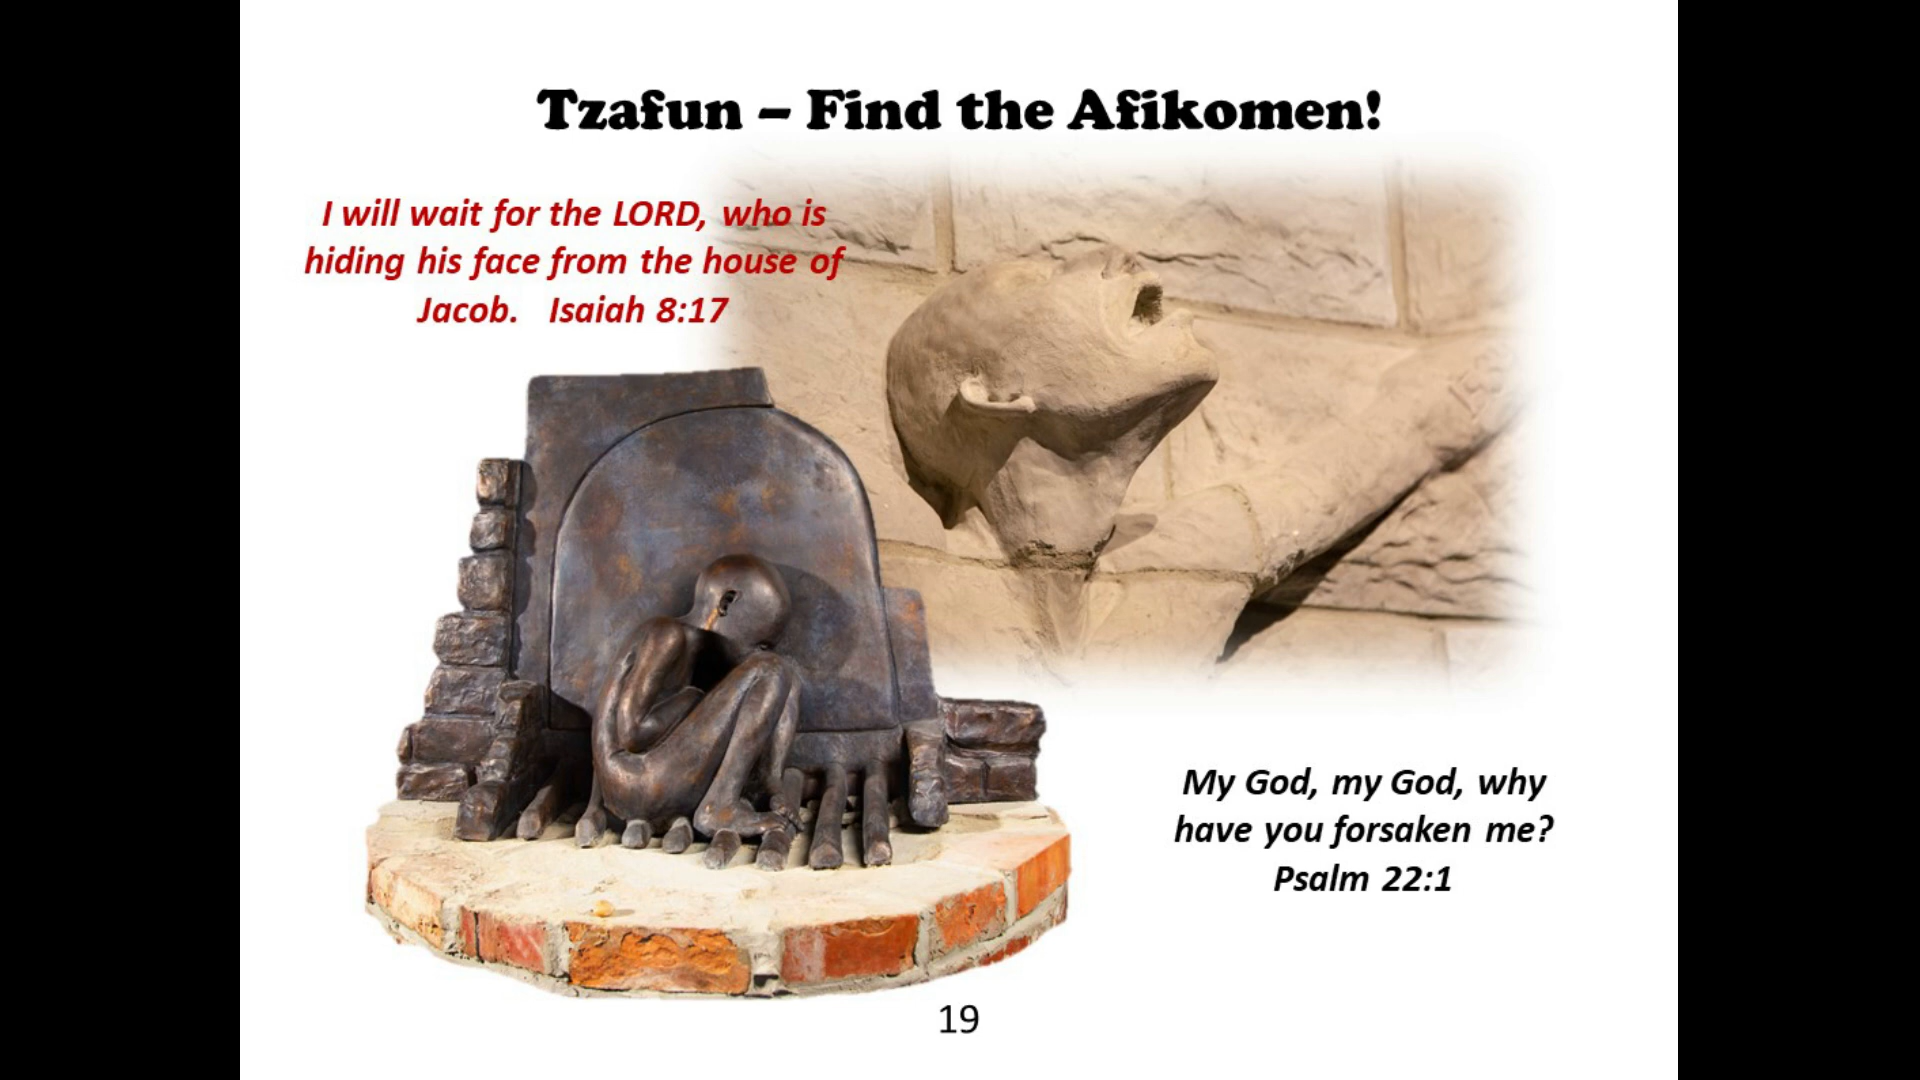 Tzafun – Find the Afikomen!
I will wait for the LORD, who is
hiding his face from the house of
Jacob. Isaiah 8:17
My God, my God, why
have you forsaken me?
Psalm 22:1
19